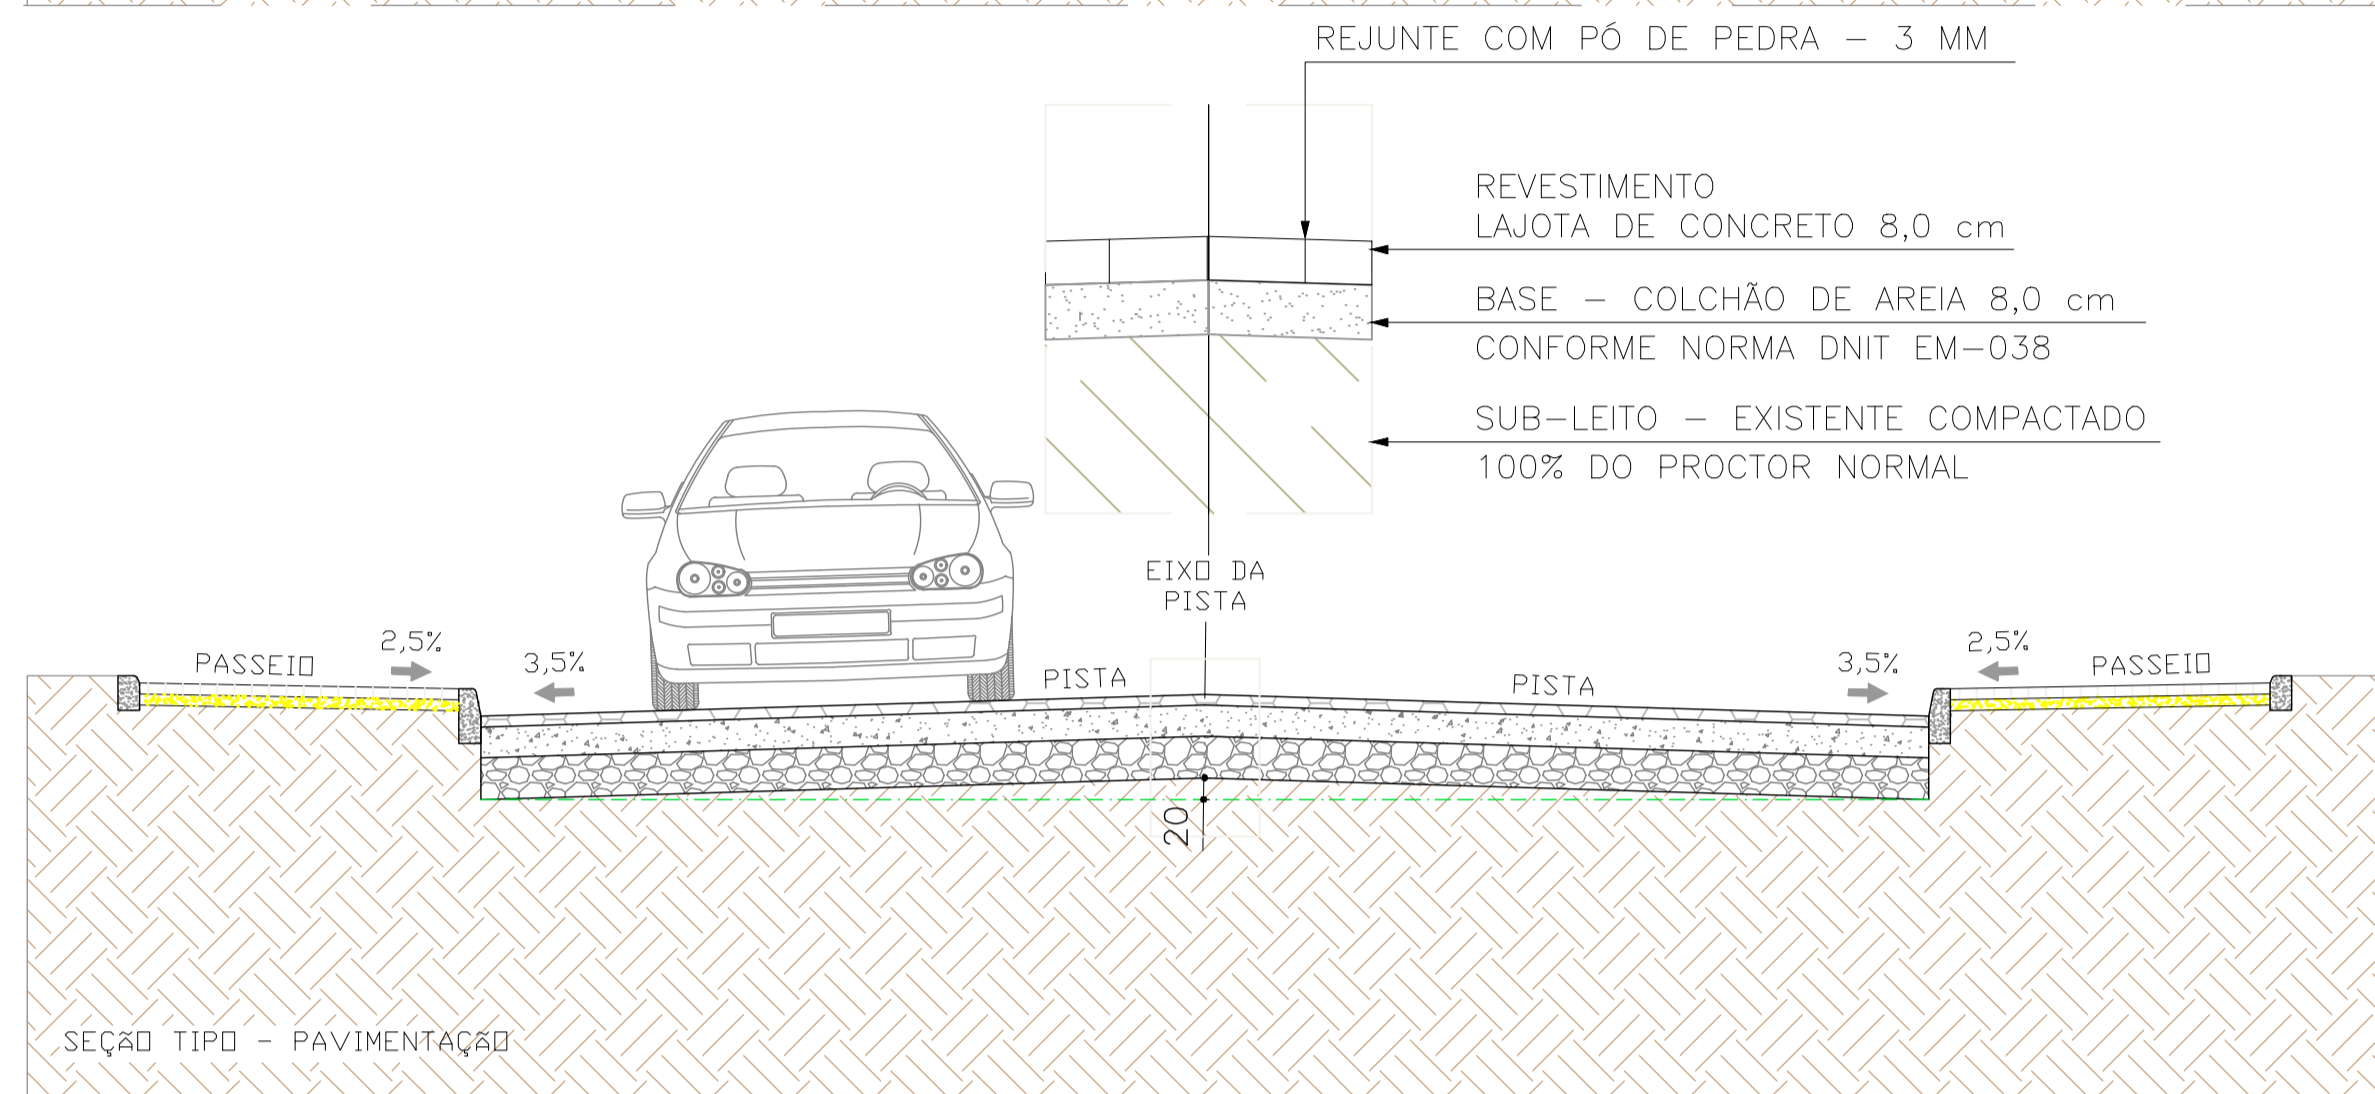 REJUNTE COM PÓ DE PEDRA - 3 MM
REVESTIMENTO
LAJOTA DE CONCRETO 8,0 cm
BASE - COLCHÃO DE AREIA 8,0 cm
CONFORME NORMA DNIT EM-038
SUB-LEITO - EXISTENTE COMPACTADO
100% DO PROCTOR NORMAL
EIXO DA
PISTA
PASSEIO
2,5%
3,5%
PISTA
PISTA
3,5%
2,5%
PASSEIO
20
SEÇÃO TIPO - PAVIMENTAÇÃO